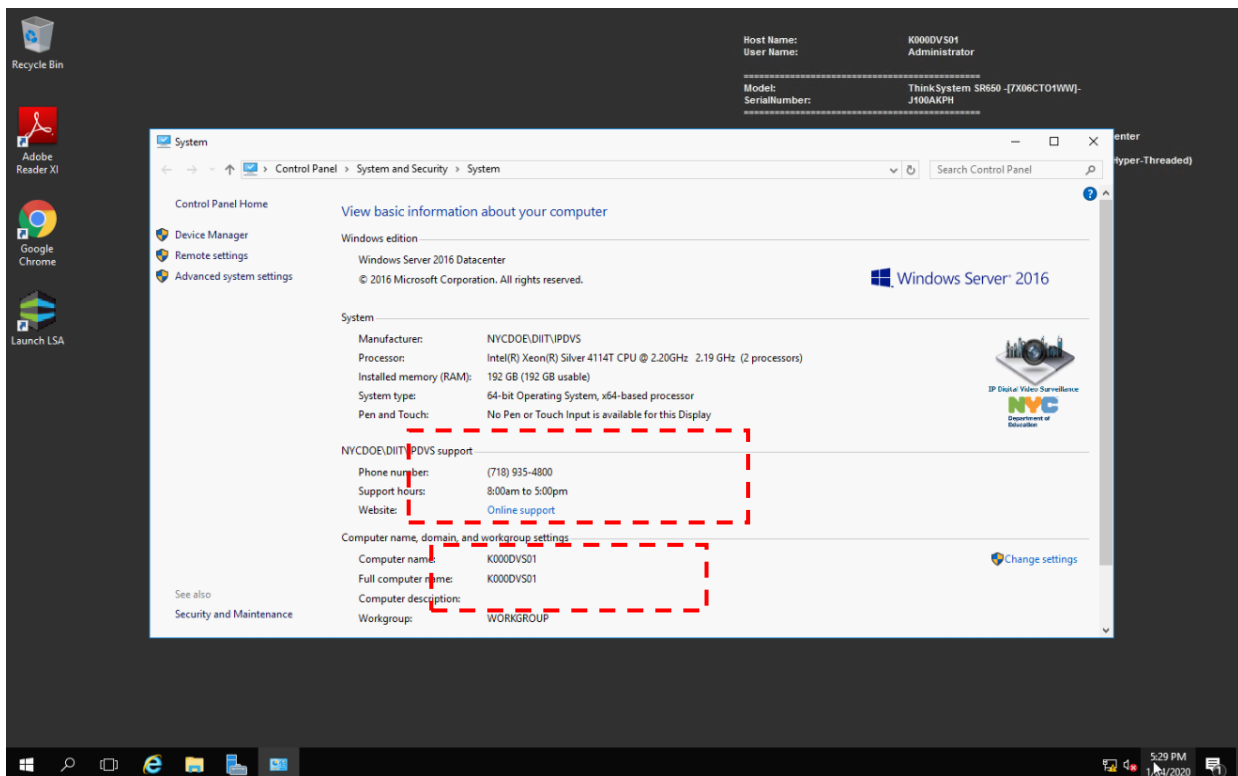 Recycle Bin
Adobe
Reader XI
Google
Chrome
Launch LSA
Host Name: K000DVS01
User Name: Administrator
==========================================
Model: ThinkSystem SR650 -[7X06CTO1WW]-
SerialNumber: J100AKPH
==========================================
enter
Hyper-Threaded)
System
Control Panel > System and Security > System
Search Control Panel
Control Panel Home
Device Manager
Remote settings
Advanced system settings
See also
Security and Maintenance
View basic information about your computer
Windows edition
Windows Server 2016 Datacenter
© 2016 Microsoft Corporation. All rights reserved.
Windows Server 2016
System
Manufacturer: NYCDOE\DIIT\IPDVS
Processor: Intel(R) Xeon(R) Silver 4114T CPU @ 2.20GHz 2.19 GHz (2 processors)
Installed memory (RAM): 192 GB (192 GB usable)
System type: 64-bit Operating System, x64-based processor
Pen and Touch: No Pen or Touch Input is available for this Display
IP Digital Video Surveillance
NYC
Department of
Education
NYCDOE\DIIT\IPDVS support
Phone number: (718) 935-4800
Support hours: 8:00am to 5:00pm
Website: Online support
Computer name, domain, and workgroup settings
Computer name: K000DVS01
Change settings
Full computer name: K000DVS01
Computer description:
Workgroup: WORKGROUP
5:29 PM